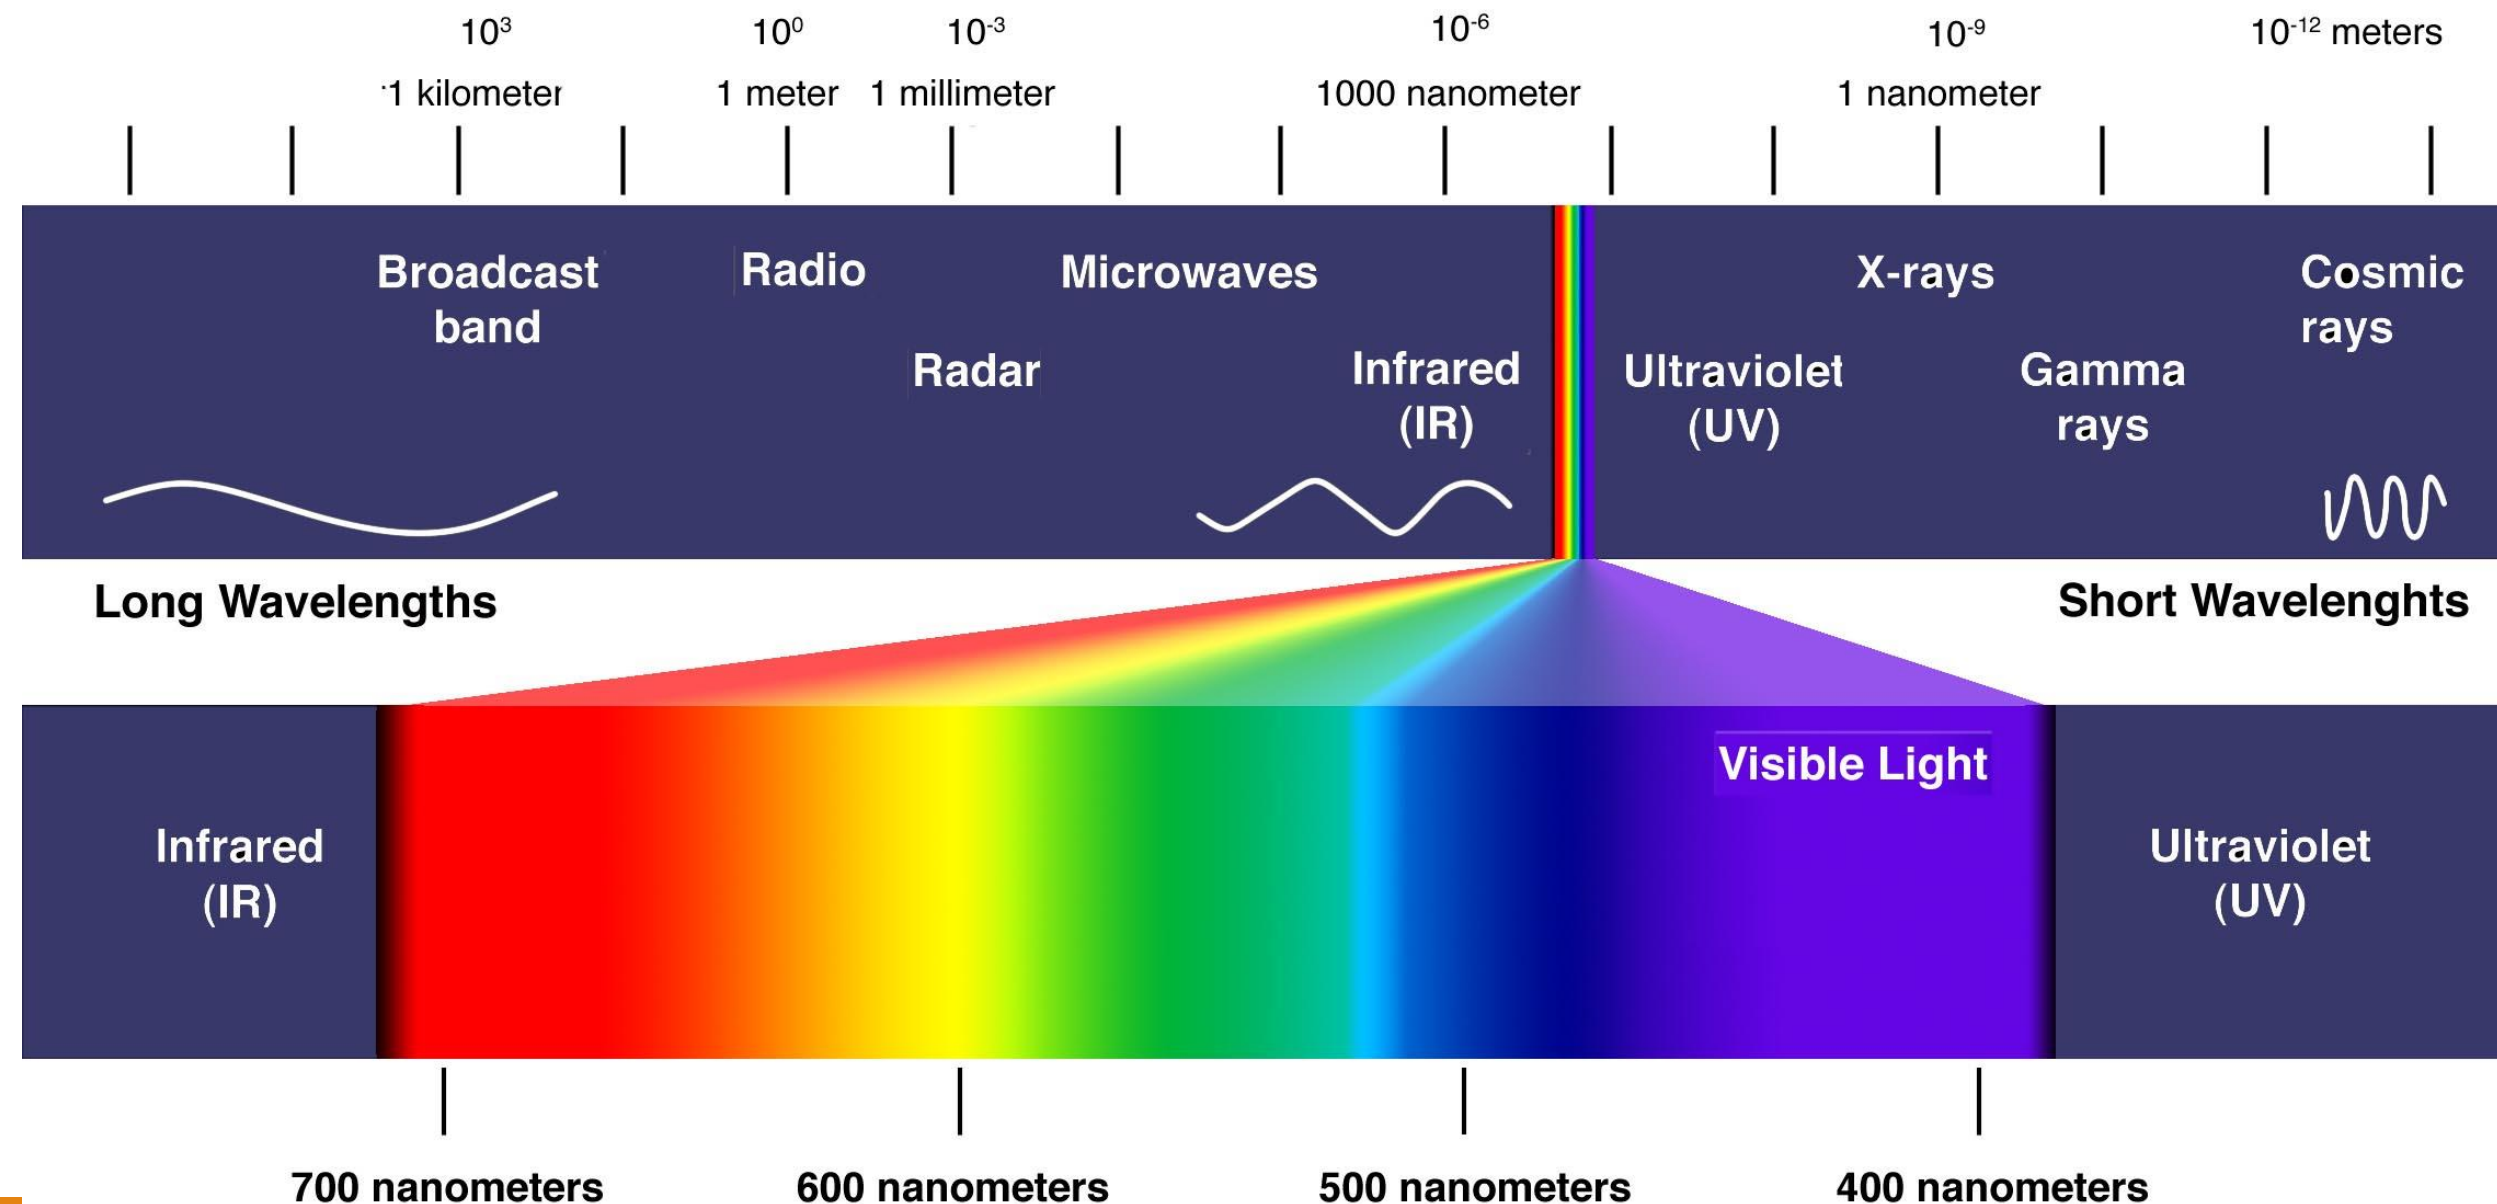 10³ 10⁰ 10⁻³ 10⁻⁶ 10⁻⁹ 10⁻¹² meters
1 kilometer 1 meter 1 millimeter 1000 nanometer 1 nanometer
Broadcast
band
Radio
Radar
Microwaves
Infrared
(IR)
Ultraviolet
(UV)
X-rays
Gamma
rays
Cosmic
rays
Long Wavelengths
Short Wavelenghts
Visible Light
Infrared
(IR)
Ultraviolet
(UV)
700 nanometers 600 nanometers 500 nanometers 400 nanometers